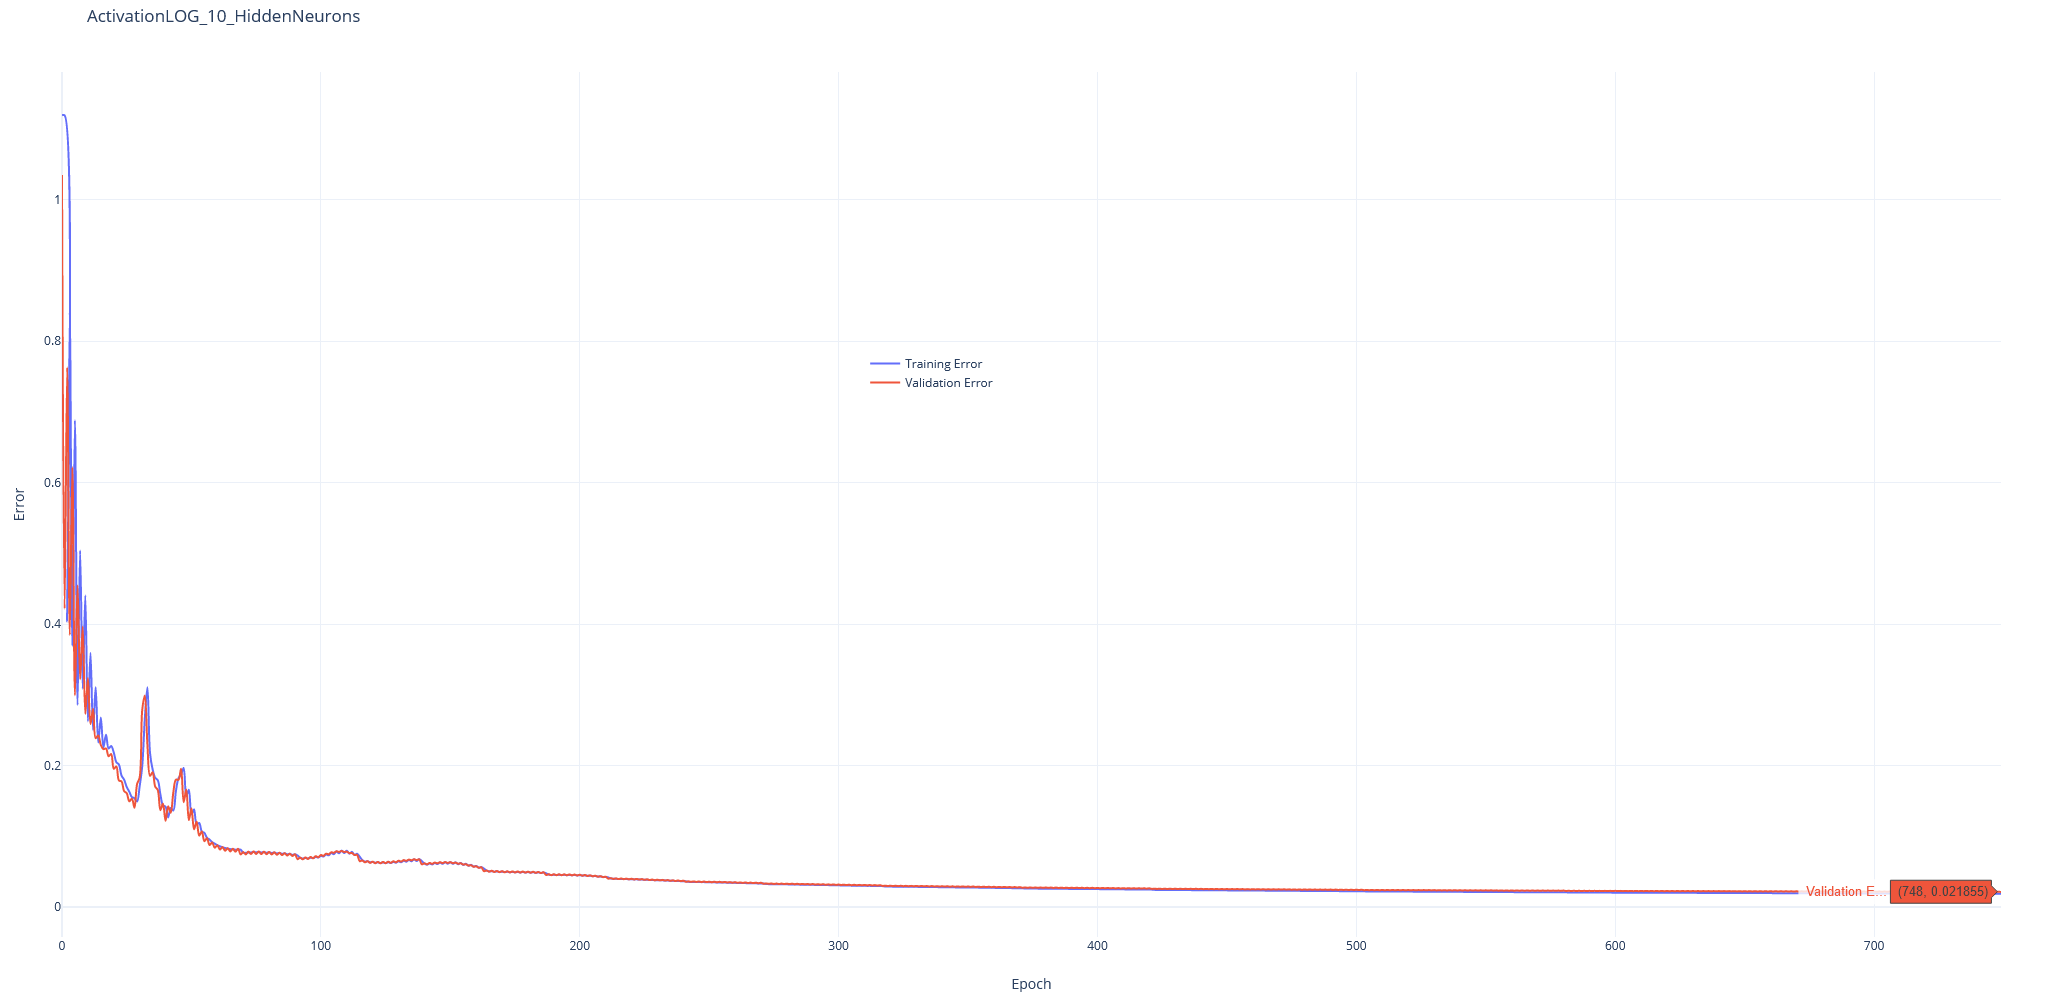 ActivationLOG_10_HiddenNeurons
1
0.8
0.6
0.4
0.2
0
Error
Training Error
Validation Error
Validation E...
(748, 0.021855)
0 100 200 300 400 500 600 700
Epoch